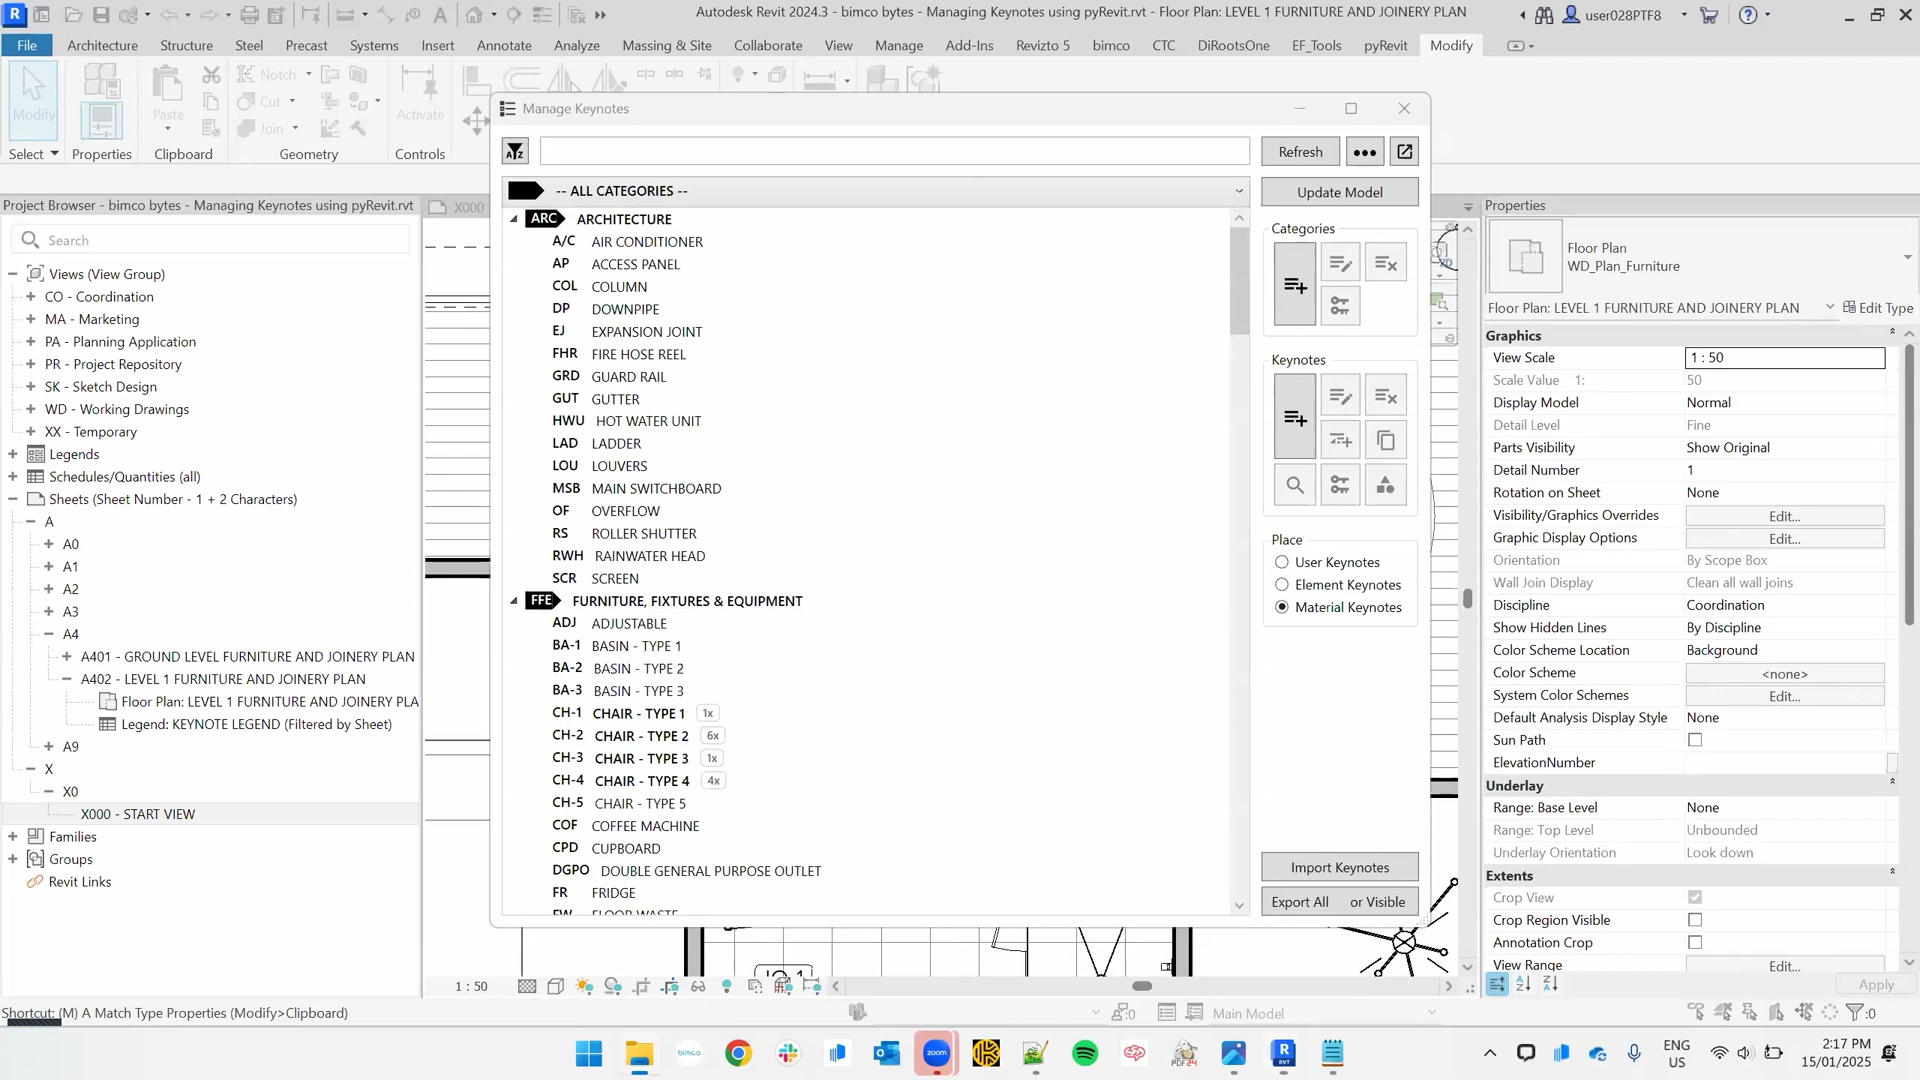 Autodesk Revit 2024.3 - bimco bytes - Managing Keynotes using pyRevit.rvt - Floor Plan: LEVEL 1 FURNITURE AND JOINERY PLAN
user028PTF8
File Architecture Structure Steel Precast Systems Insert Annotate Analyze Massing & Site Collaborate View Manage Add-Ins Revizto 5 bimco CTC DiRootsOne EF_Tools pyRevit Modify
Modify
Paste
Notch
Cut
Join
Activate
Select Properties Clipboard Geometry Controls
Project Browser - bimco bytes - Managing Keynotes using pyRevit.rvt
X000
Search
Views (View Group)
CO - Coordination
MA - Marketing
PA - Planning Application
PR - Project Repository
SK - Sketch Design
WD - Working Drawings
XX - Temporary
Legends
Schedules/Quantities (all)
Sheets (Sheet Number - 1 + 2 Characters)
A
A0
A1
A2
A3
A4
A401 - GROUND LEVEL FURNITURE AND JOINERY PLAN
A402 - LEVEL 1 FURNITURE AND JOINERY PLAN
Floor Plan: LEVEL 1 FURNITURE AND JOINERY PLA
Legend: KEYNOTE LEGEND (Filtered by Sheet)
A9
X
X0
X000 - START VIEW
Families
Groups
Revit Links
Manage Keynotes
Refresh
-- ALL CATEGORIES --
Update Model
ARC ARCHITECTURE
A/C AIR CONDITIONER
AP ACCESS PANEL
COL COLUMN
DP DOWNPIPE
EJ EXPANSION JOINT
FHR FIRE HOSE REEL
GRD GUARD RAIL
GUT GUTTER
HWU HOT WATER UNIT
LAD LADDER
LOU LOUVERS
MSB MAIN SWITCHBOARD
OF OVERFLOW
RS ROLLER SHUTTER
RWH RAINWATER HEAD
SCR SCREEN
FFE FURNITURE, FIXTURES & EQUIPMENT
ADJ ADJUSTABLE
BA-1 BASIN - TYPE 1
BA-2 BASIN - TYPE 2
BA-3 BASIN - TYPE 3
CH-1 CHAIR - TYPE 1 1x
CH-2 CHAIR - TYPE 2 6x
CH-3 CHAIR - TYPE 3 1x
CH-4 CHAIR - TYPE 4 4x
CH-5 CHAIR - TYPE 5
COF COFFEE MACHINE
CPD CUPBOARD
DGPO DOUBLE GENERAL PURPOSE OUTLET
FR FRIDGE
FW FLOOR WASTE
Categories
Keynotes
Place
User Keynotes
Element Keynotes
Material Keynotes
Import Keynotes
Export All or Visible
Properties
Floor Plan
WD_Plan_Furniture
Floor Plan: LEVEL 1 FURNITURE AND JOINERY PLAN Edit Type
Graphics
View Scale 1 : 50
Scale Value 1: 50
Display Model Normal
Detail Level Fine
Parts Visibility Show Original
Detail Number 1
Rotation on Sheet None
Visibility/Graphics Overrides Edit...
Graphic Display Options Edit...
Orientation By Scope Box
Wall Join Display Clean all wall joins
Discipline Coordination
Show Hidden Lines By Discipline
Color Scheme Location Background
Color Scheme <none>
System Color Schemes Edit...
Default Analysis Display Style None
Sun Path
ElevationNumber
Underlay
Range: Base Level None
Range: Top Level Unbounded
Underlay Orientation Look down
Extents
Crop View
Crop Region Visible
Annotation Crop
View Range Edit...
Apply
1 : 50
Shortcut: (M) A Match Type Properties (Modify>Clipboard)
:0
Main Model
:0
bimco
zoom
PDF24
R
RVT
ENG
US
2:17 PM
15/01/2025